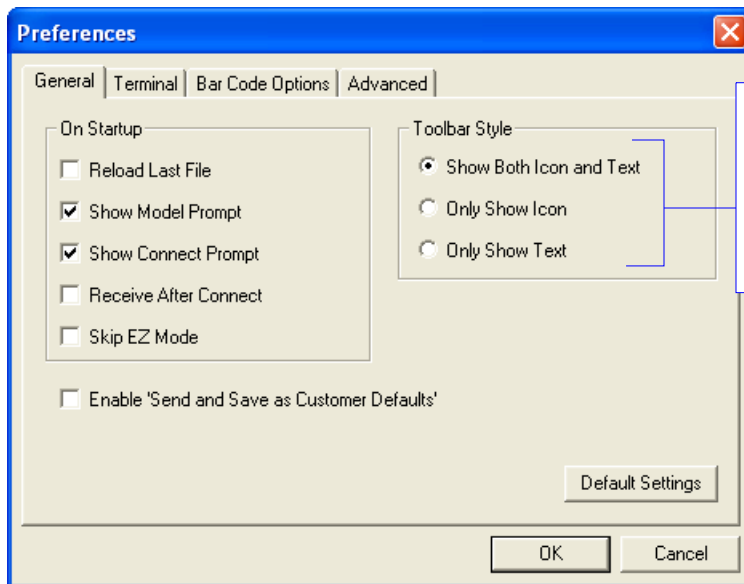 Preferences
General Terminal Bar Code Options Advanced
On Startup
Reload Last File
Show Model Prompt
Show Connect Prompt
Receive After Connect
Skip EZ Mode
Toolbar Style
Show Both Icon and Text
Only Show Icon
Only Show Text
Enable 'Send and Save as Customer Defaults'
Default Settings
OK Cancel